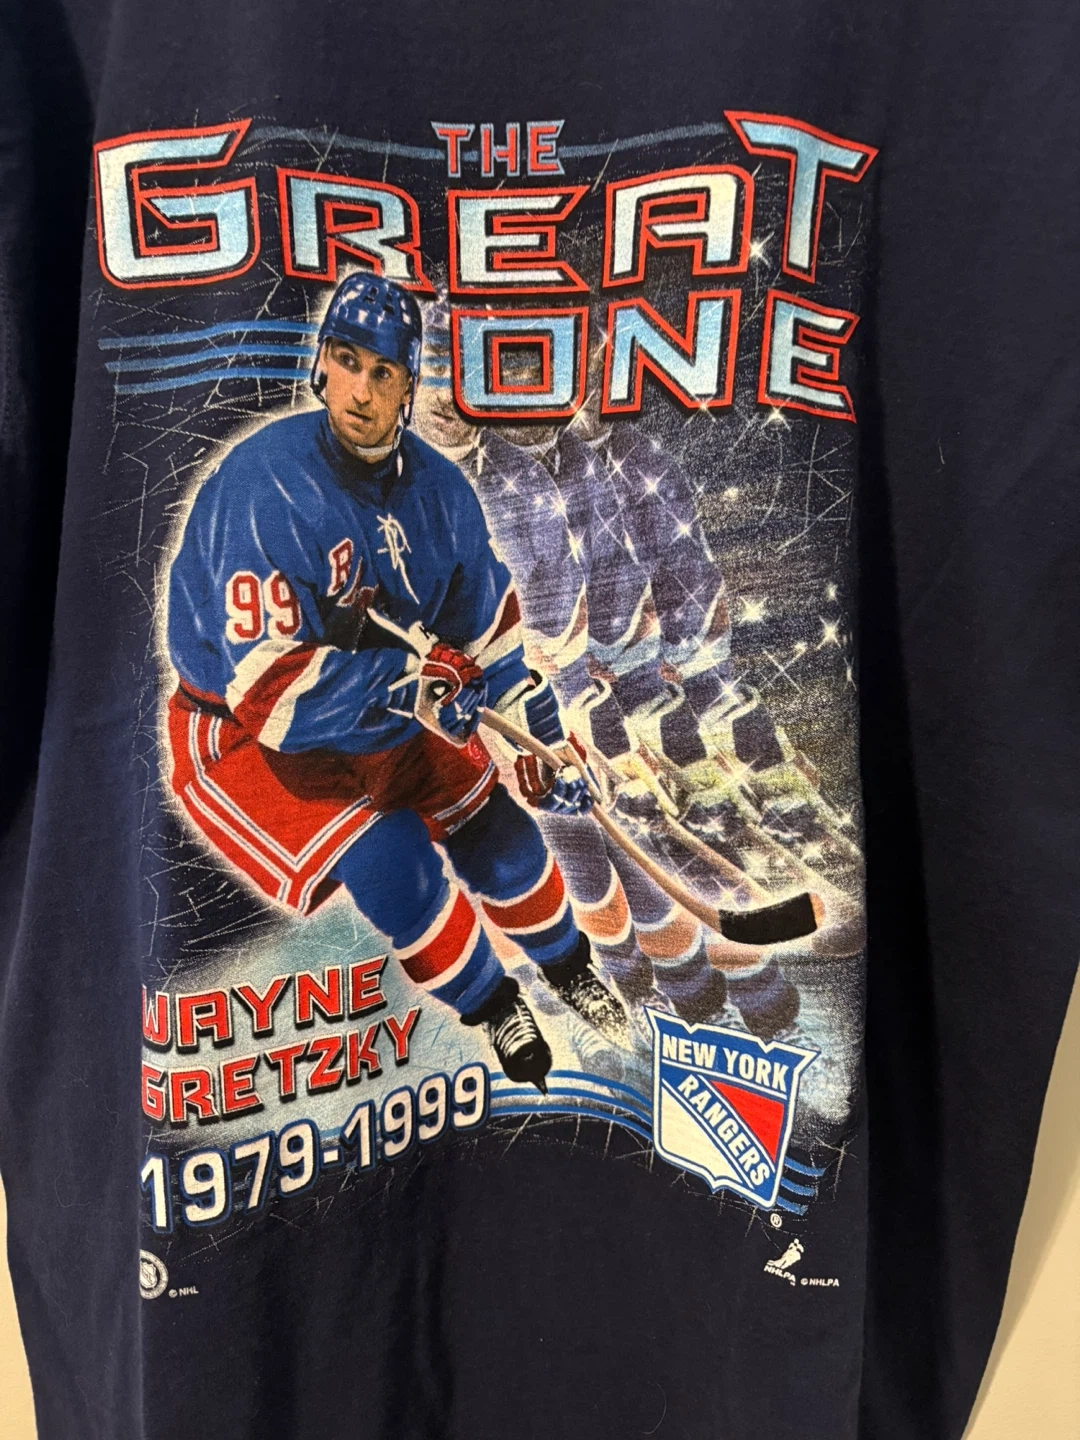 THE
GREAT
ONE
99
WAYNE
GRETZKY
1979-1999
NEW YORK
RANGERS
®
© NHL
NHLPA
© NHLPA